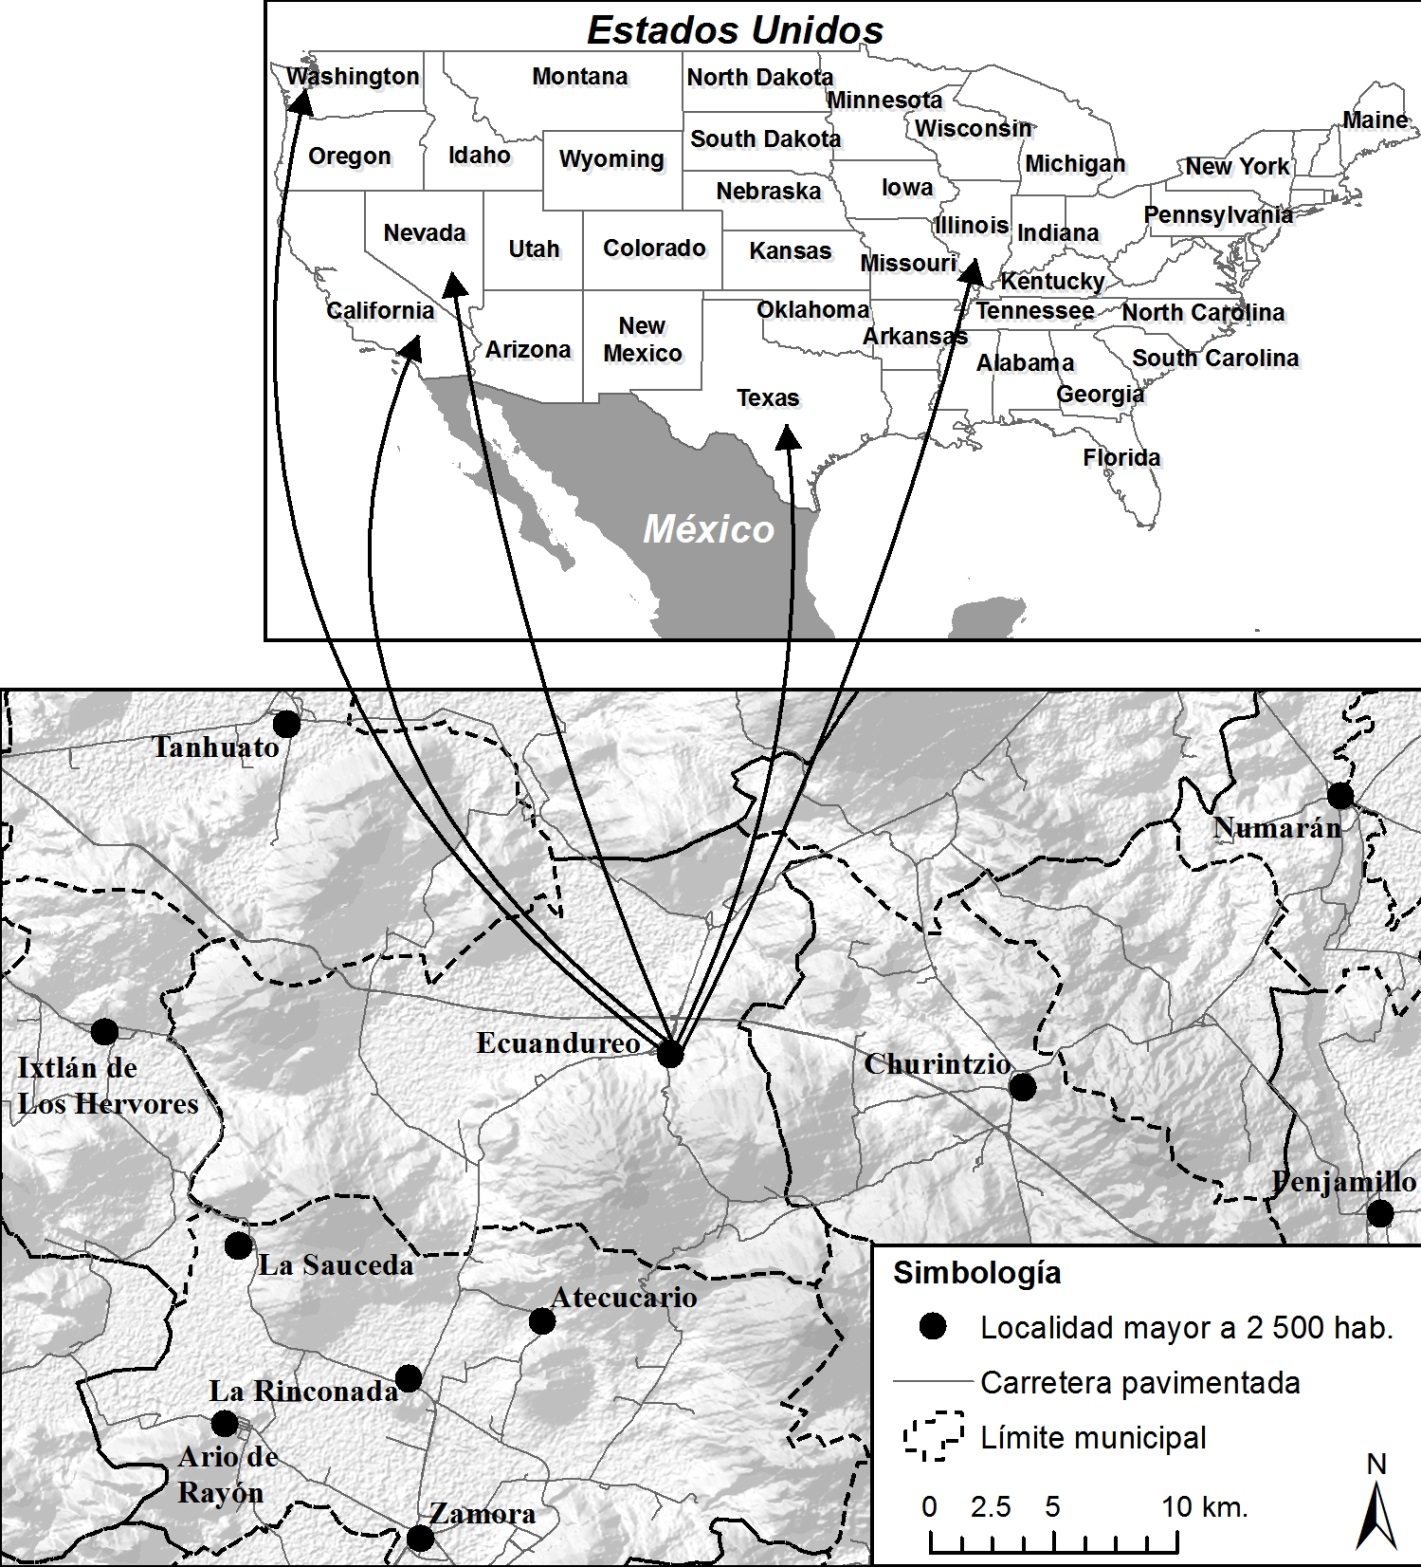 Estados Unidos
Washington
Montana
North Dakota
Minnesota
Maine
Wisconsin
South Dakota
Oregon
Idaho
Wyoming
Michigan
New York
Nebraska
Iowa
Pennsylvania
Illinois
Indiana
Nevada
Utah
Colorado
Kansas
Missouri
Kentucky
California
Oklahoma
Tennessee
North Carolina
New
Mexico
Arkansas
Arizona
Alabama
South Carolina
Texas
Georgia
Florida
México
Tanhuato
Numarán
Ecuandureo
Churintzio
Ixtlán de
Los Hervores
Penjamillo
La Sauceda
Atecucario
La Rinconada
Ario de
Rayón
Zamora
Simbología
Localidad mayor a 2 500 hab.
Carretera pavimentada
Límite municipal
N
0 2.5 5 10 km.